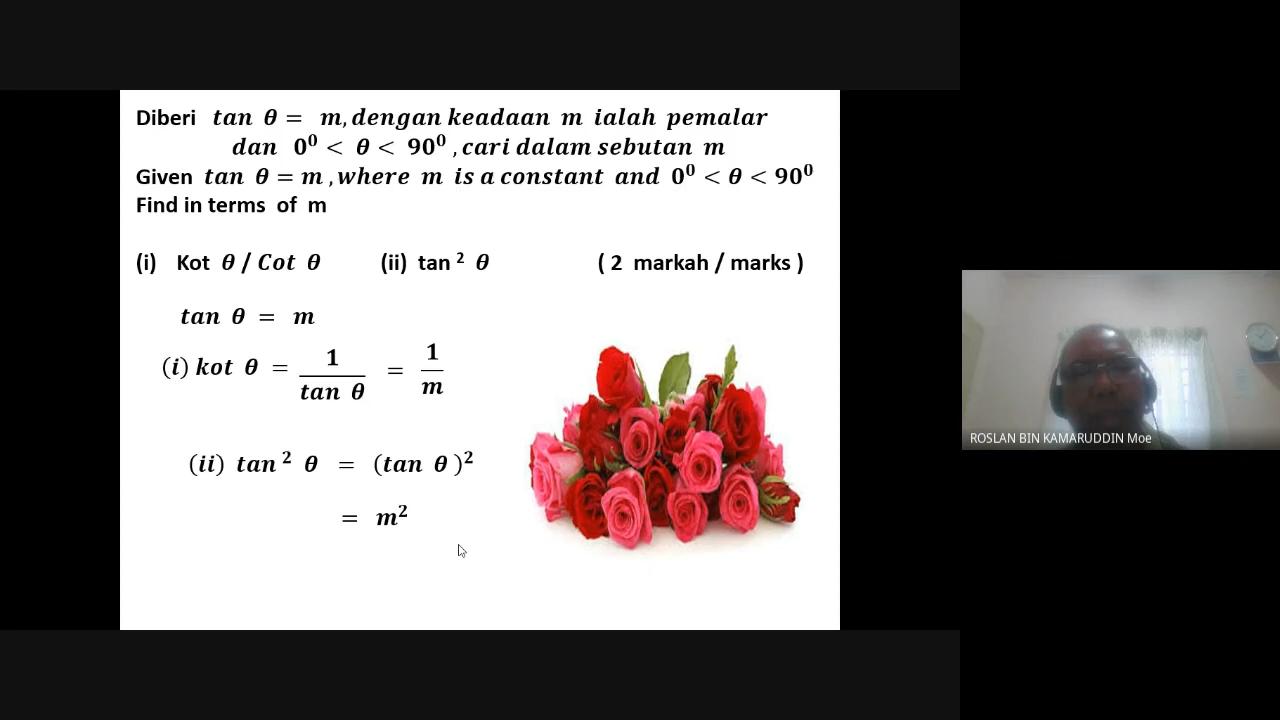 Diberi tan θ = m, dengan keadaan m ialah pemalar
dan 0⁰ < θ < 90⁰ , cari dalam sebutan m
Given tan θ = m , where m is a constant and 0⁰ < θ < 90⁰
Find in terms of m
(i) Kot θ / Cot θ (ii) tan ² θ ( 2 markah / marks )
tan θ = m
(i) kot θ = 1/tan θ = 1/m
(ii) tan ² θ = (tan θ )²
= m²
ROSLAN BIN KAMARUDDIN Moe